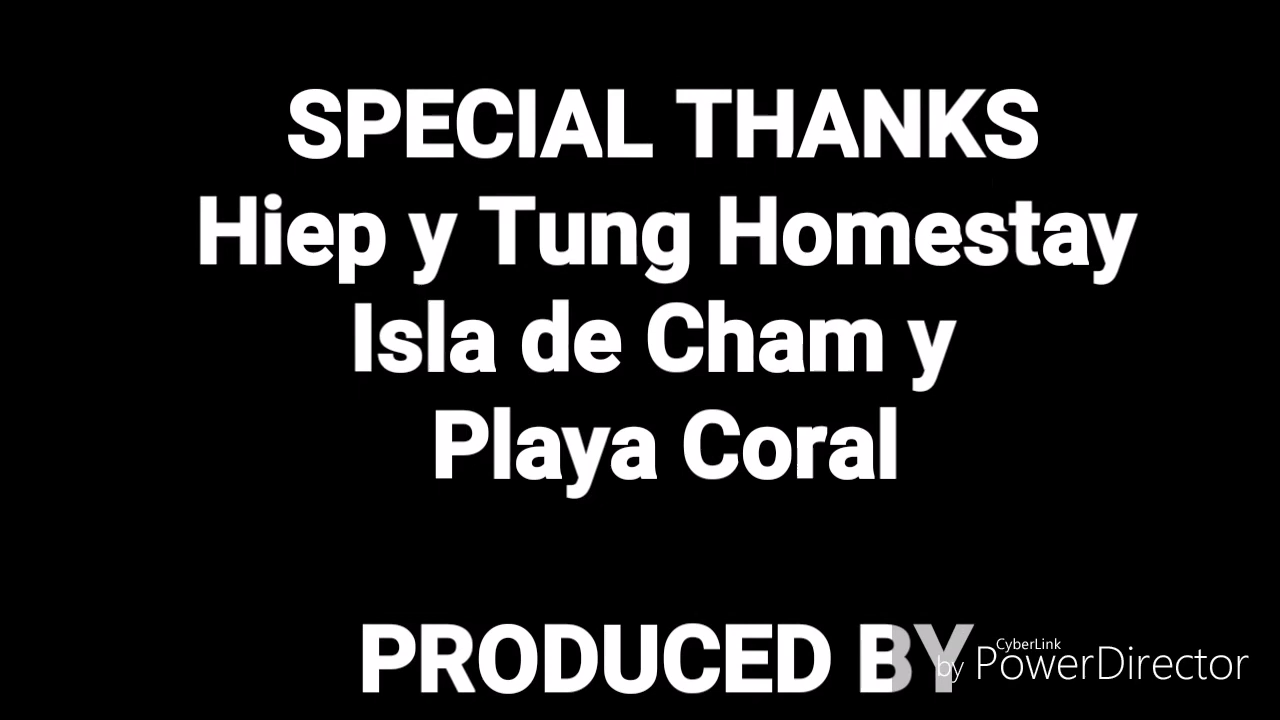 SPECIAL THANKS
Hiep y Tung Homestay
Isla de Cham y
Playa Coral
PRODUCED BY
CyberLink
by PowerDirector